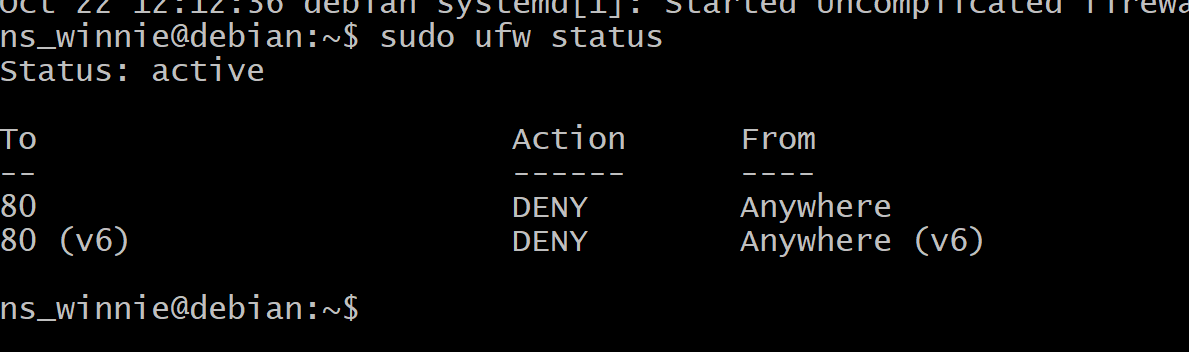 Oct 22 12:12:36 debian systemd[1]: Started Uncomplicated firewa
ns_winnie@debian:~$ sudo ufw status
Status: active
To Action From
-- ------ ----
80 DENY Anywhere
80 (v6) DENY Anywhere (v6)
ns_winnie@debian:~$